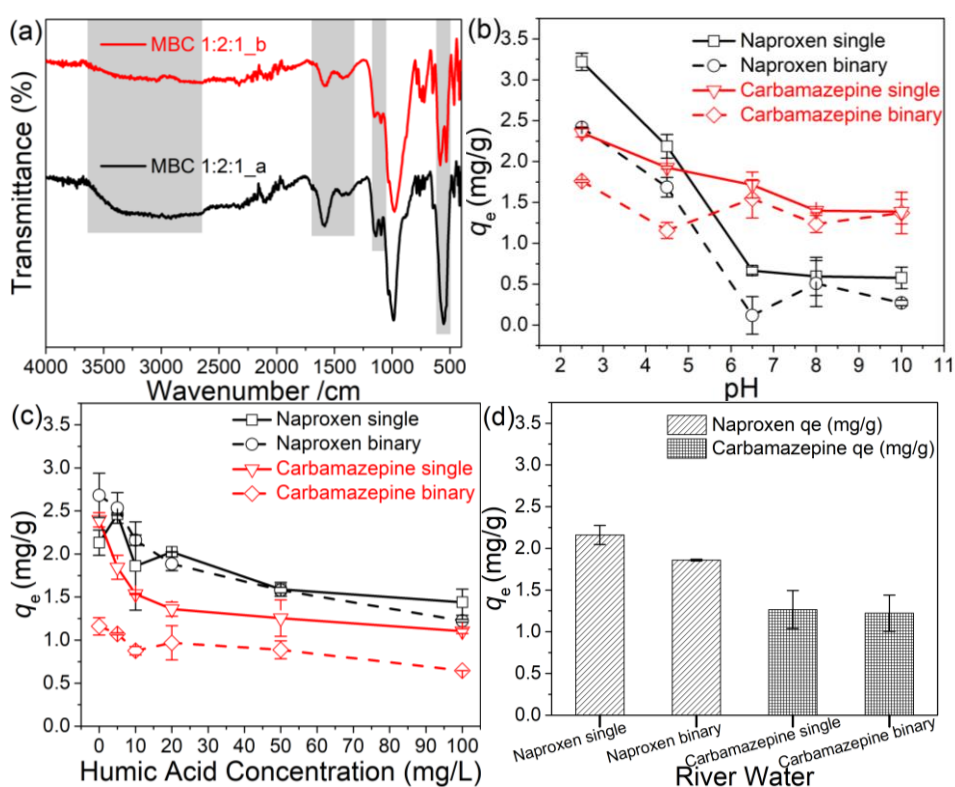 (a)
MBC 1:2:1_b
MBC 1:2:1_a
Transmittance (%)
4000 3500 3000 2500 2000 1500 1000 500
Wavenumber /cm
(b)
Naproxen single
Naproxen binary
Carbamazepine single
Carbamazepine binary
qe (mg/g)
3.5
3.0
2.5
2.0
1.5
1.0
0.5
0.0
2 3 4 5 6 7 8 9 10 11
pH
(c)
Naproxen single
Naproxen binary
Carbamazepine single
Carbamazepine binary
qe (mg/g)
3.5
3.0
2.5
2.0
1.5
1.0
0.5
0.0
0 10 20 30 40 50 60 70 80 90 100
Humic Acid Concentration (mg/L)
(d)
Naproxen qe (mg/g)
Carbamazepine qe (mg/g)
qe (mg/g)
3.5
3.0
2.5
2.0
1.5
1.0
0.5
0.0
Naproxen single
Naproxen binary
Carbamazepine single
Carbamazepine binary
River Water